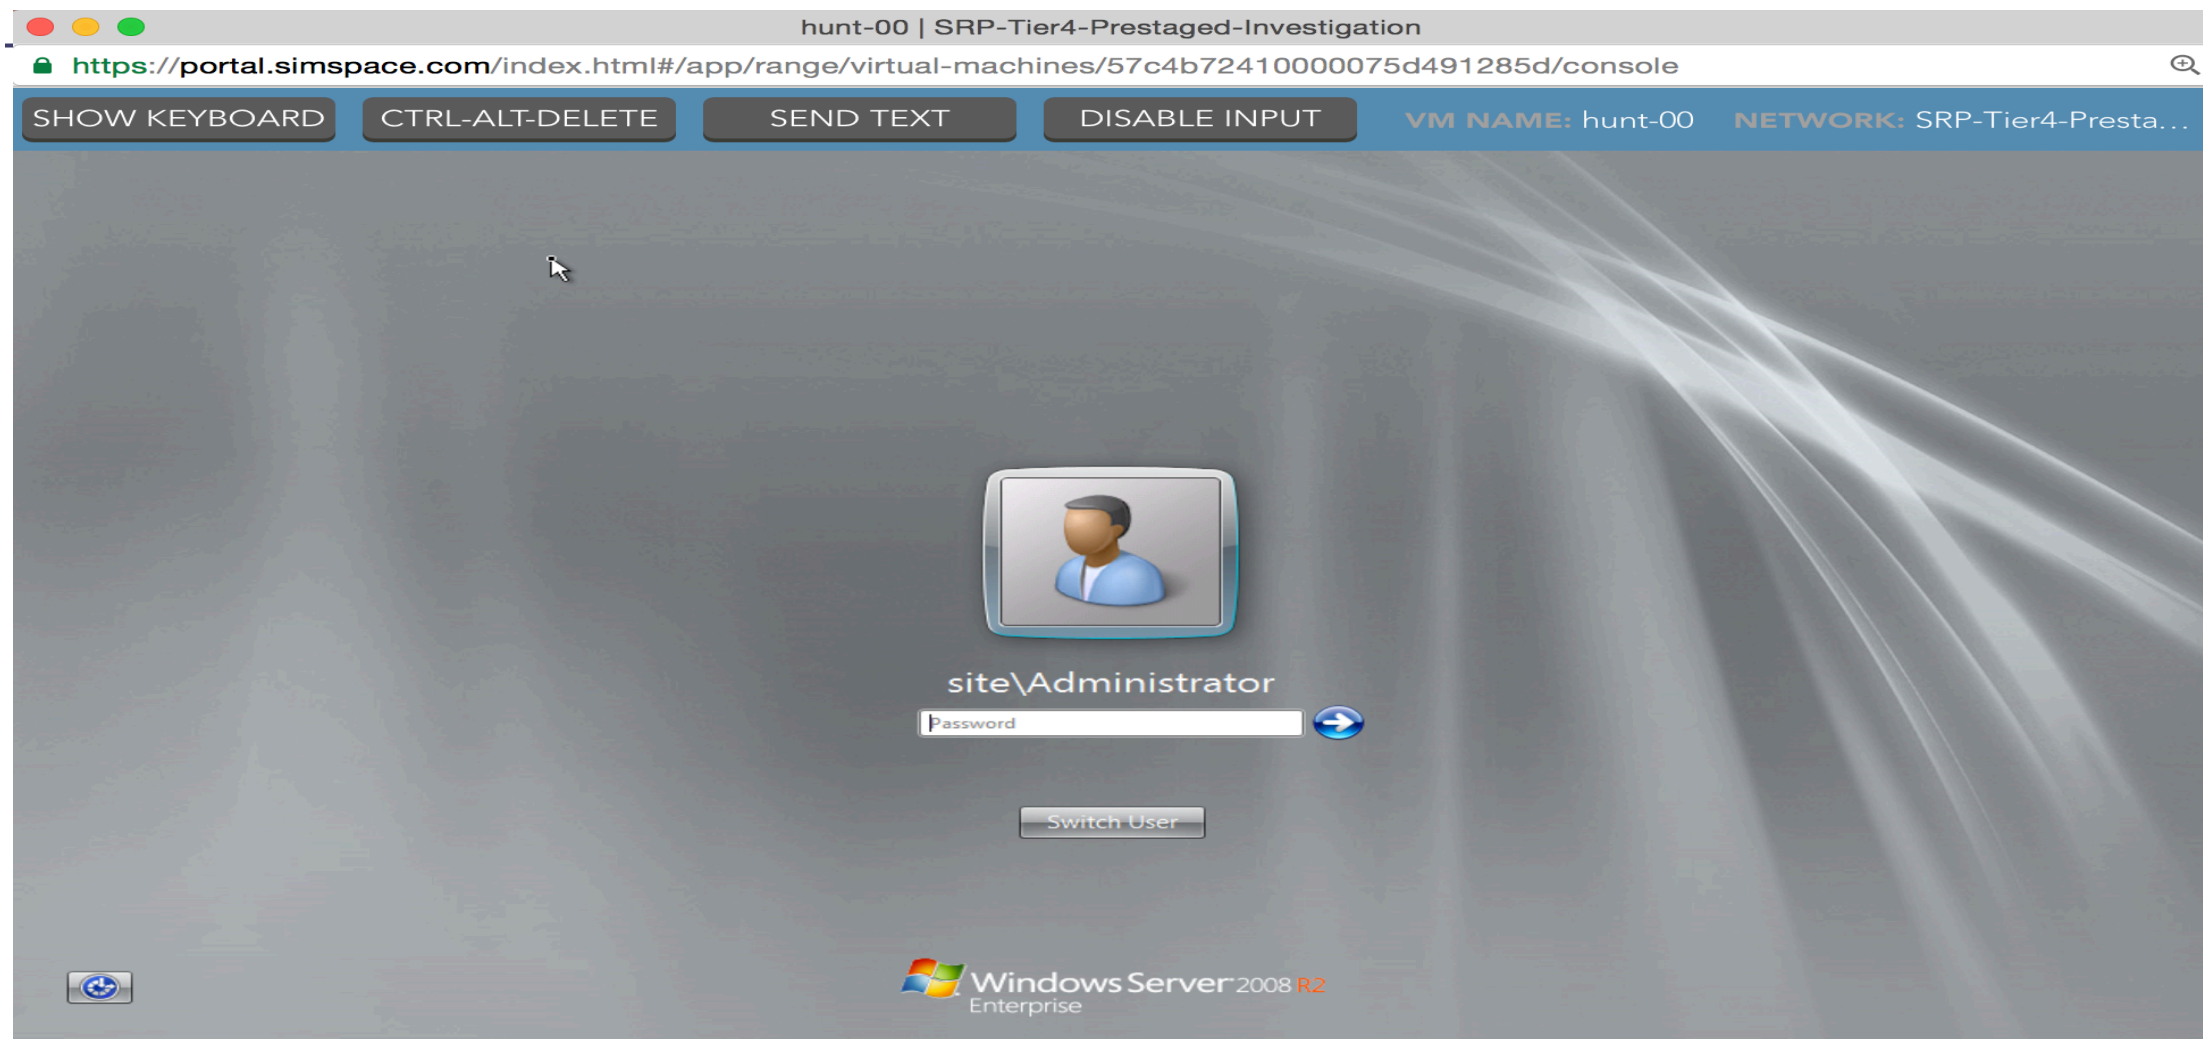 hunt-00 | SRP-Tier4-Prestaged-Investigation
https://portal.simspace.com/index.html#/app/range/virtual-machines/57c4b72410000075d491285d/console
SHOW KEYBOARD CTRL-ALT-DELETE SEND TEXT DISABLE INPUT VM NAME: hunt-00 NETWORK: SRP-Tier4-Presta...
site\Administrator
Password
Switch User
Windows Server 2008 R2
Enterprise